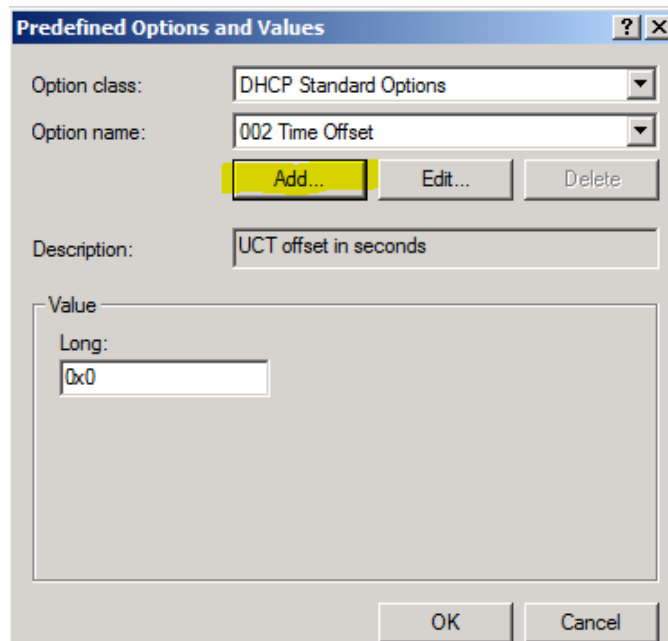 Predefined Options and Values ? X
Option class: DHCP Standard Options
Option name: 002 Time Offset
Add... Edit... Delete
Description: UCT offset in seconds
Value
Long:
0x0
OK Cancel